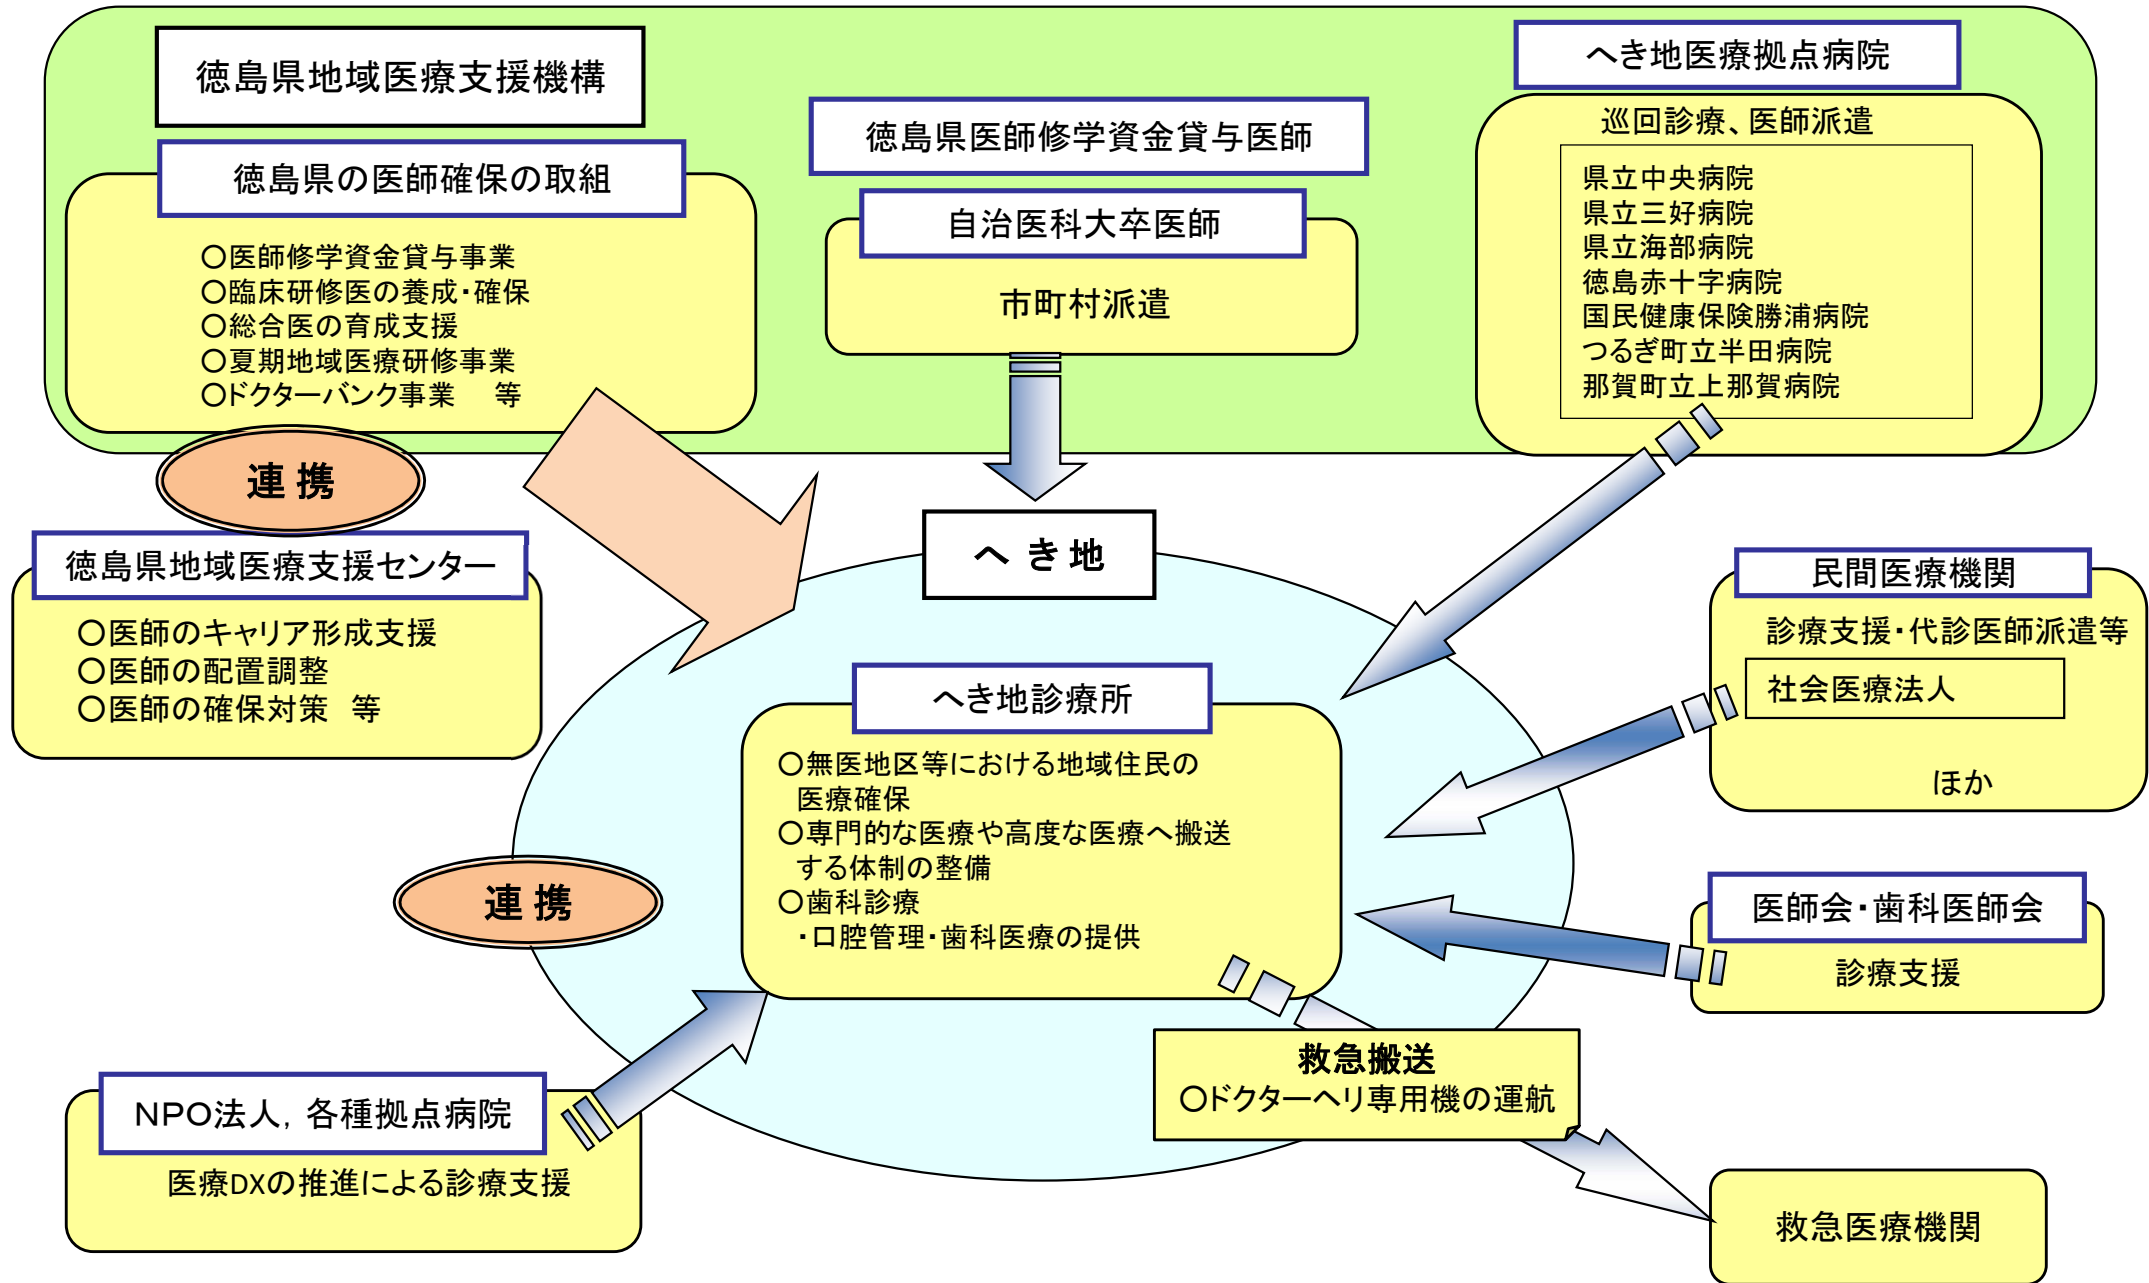 徳島県地域医療支援機構
徳島県の医師確保の取組
〇医師修学資金貸与事業
〇臨床研修医の養成・確保
〇総合医の育成支援
〇夏期地域医療研修事業
〇ドクターバンク事業　等
徳島県医師修学資金貸与医師
自治医科大卒医師
市町村派遣
へき地医療拠点病院
巡回診療、医師派遣
県立中央病院
県立三好病院
県立海部病院
徳島赤十字病院
国民健康保険勝浦病院
つるぎ町立半田病院
那賀町立上那賀病院
連 携
徳島県地域医療支援センター
〇医師のキャリア形成支援
〇医師の配置調整
〇医師の確保対策　等
へ き 地
へき地診療所
〇無医地区等における地域住民の
医療確保
〇専門的な医療や高度な医療へ搬送
する体制の整備
〇歯科診療
・口腔管理・歯科医療の提供
民間医療機関
診療支援・代診医師派遣等
社会医療法人
ほか
連 携
医師会・歯科医師会
診療支援
救急搬送
〇ドクターヘリ専用機の運航
NPO法人，各種拠点病院
医療DXの推進による診療支援
救急医療機関